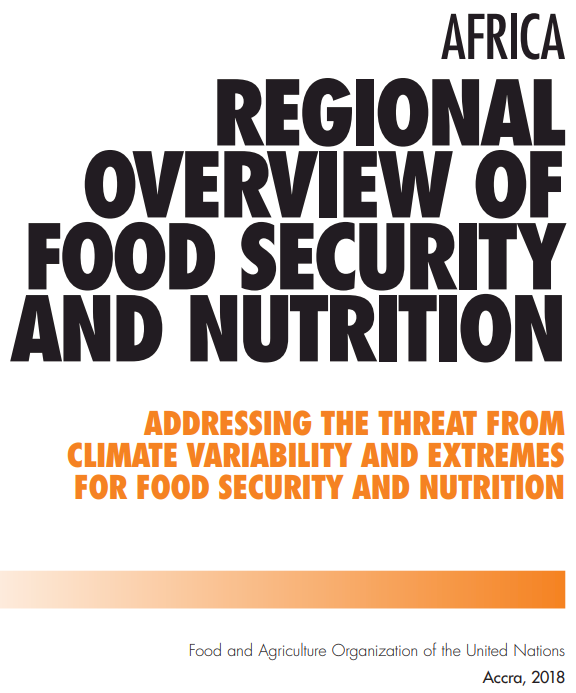 AFRICA
REGIONAL
OVERVIEW OF
FOOD SECURITY
AND NUTRITION
ADDRESSING THE THREAT FROM
CLIMATE VARIABILITY AND EXTREMES
FOR FOOD SECURITY AND NUTRITION
Food and Agriculture Organization of the United Nations
Accra, 2018